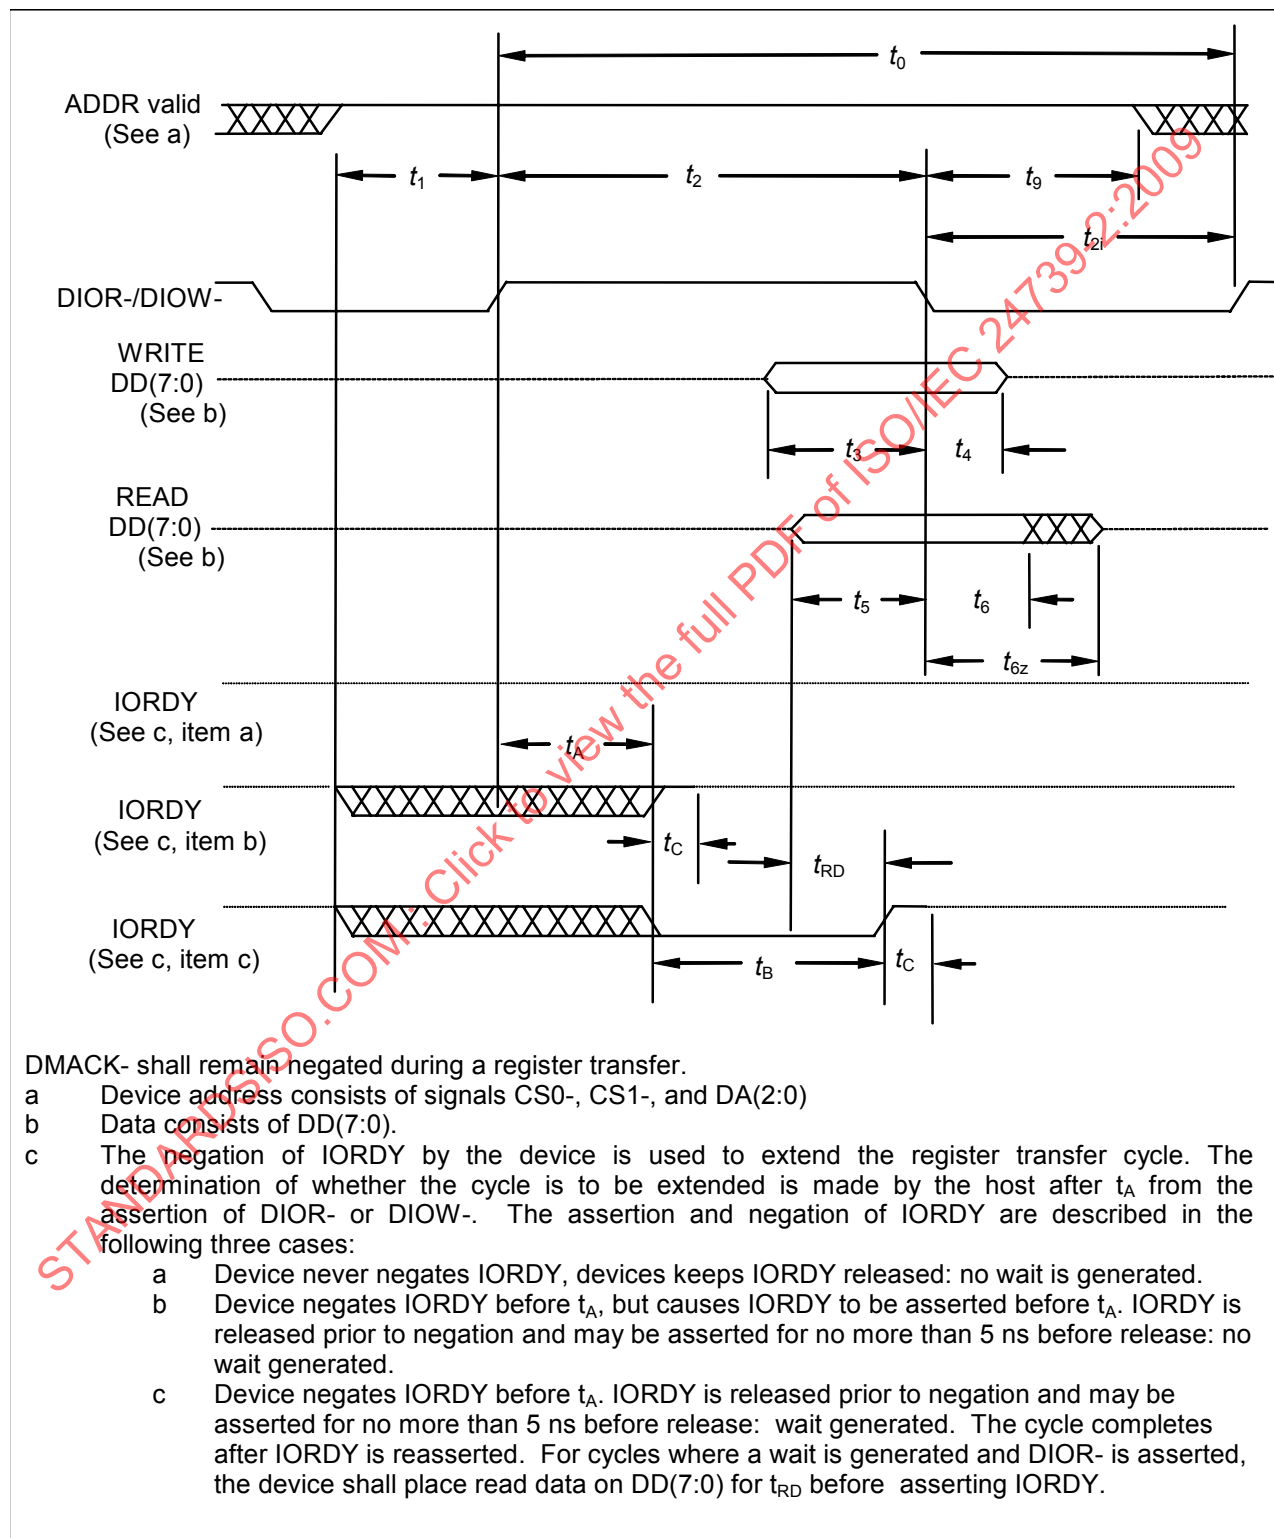 t0
ADDR valid
(See a)
t1
t2
t9
t2i
DIOR-/DIOW-
WRITE
DD(7:0)
(See b)
t3
t4
READ
DD(7:0)
(See b)
t5
t6
t6z
IORDY
(See c, item a)
tA
IORDY
(See c, item b)
tC
tRD
IORDY
(See c, item c)
tB
tC
DMACK- shall remain negated during a register transfer.
a Device address consists of signals CS0-, CS1-, and DA(2:0)
b Data consists of DD(7:0).
c The negation of IORDY by the device is used to extend the register transfer cycle. The
determination of whether the cycle is to be extended is made by the host after tA from the
assertion of DIOR- or DIOW-. The assertion and negation of IORDY are described in the
following three cases:
a Device never negates IORDY, devices keeps IORDY released: no wait is generated.
b Device negates IORDY before tA, but causes IORDY to be asserted before tA. IORDY is
released prior to negation and may be asserted for no more than 5 ns before release: no
wait generated.
c Device negates IORDY before tA. IORDY is released prior to negation and may be
asserted for no more than 5 ns before release: wait generated. The cycle completes
after IORDY is reasserted. For cycles where a wait is generated and DIOR- is asserted,
the device shall place read data on DD(7:0) for tRD before asserting IORDY.
STANDARDSISO.COM : Click to view the full PDF of ISO/IEC 24739-2:2009